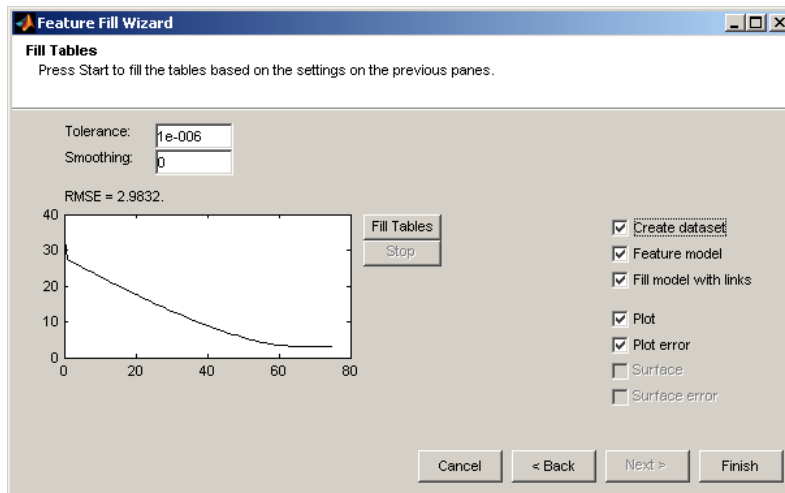 Feature Fill Wizard
Fill Tables
Press Start to fill the tables based on the settings on the previous panes.
Tolerance: 1e-006
Smoothing: 0
RMSE = 2.9832.
40
30
20
10
0
0 20 40 60 80
Fill Tables
Stop
Create dataset
Feature model
Fill model with links
Plot
Plot error
Surface
Surface error
Cancel < Back Next > Finish